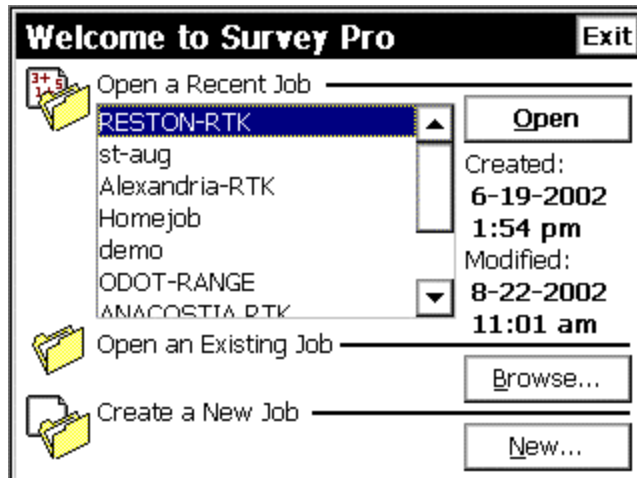 Welcome to Survey Pro
Exit
Open a Recent Job
RESTON-RTK
st-aug
Alexandria-RTK
Homejob
demo
ODOT-RANGE
ANACOSTIA RTK
Open
Created:
6-19-2002
1:54 pm
Modified:
8-22-2002
11:01 am
Open an Existing Job
Browse...
Create a New Job
New...